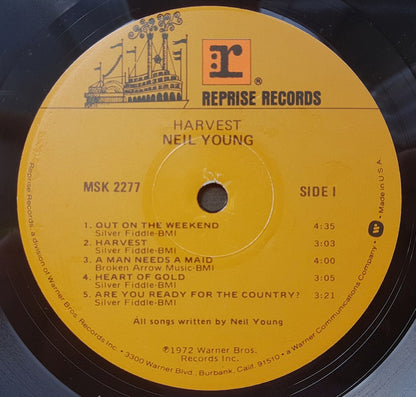 r
®
REPRISE RECORDS
HARVEST
NEIL YOUNG
MSK 2277
SIDE I
1. OUT ON THE WEEKEND 4:35
Silver Fiddle-BMI
2. HARVEST 3:03
Silver Fiddle-BMI
3. A MAN NEEDS A MAID 4:00
Broken Arrow Music-BMI
4. HEART OF GOLD 3:05
Silver Fiddle-BMI
5. ARE YOU READY FOR THE COUNTRY? 3:21
Silver Fiddle-BMI
All songs written by Neil Young
℗1972 Warner Bros.
Records Inc.
Reprise Records, a division of Warner Bros. Records Inc. • 3300 Warner Blvd., Burbank, Calif. 91510 • a Warner Communications Company • Made in U.S.A.